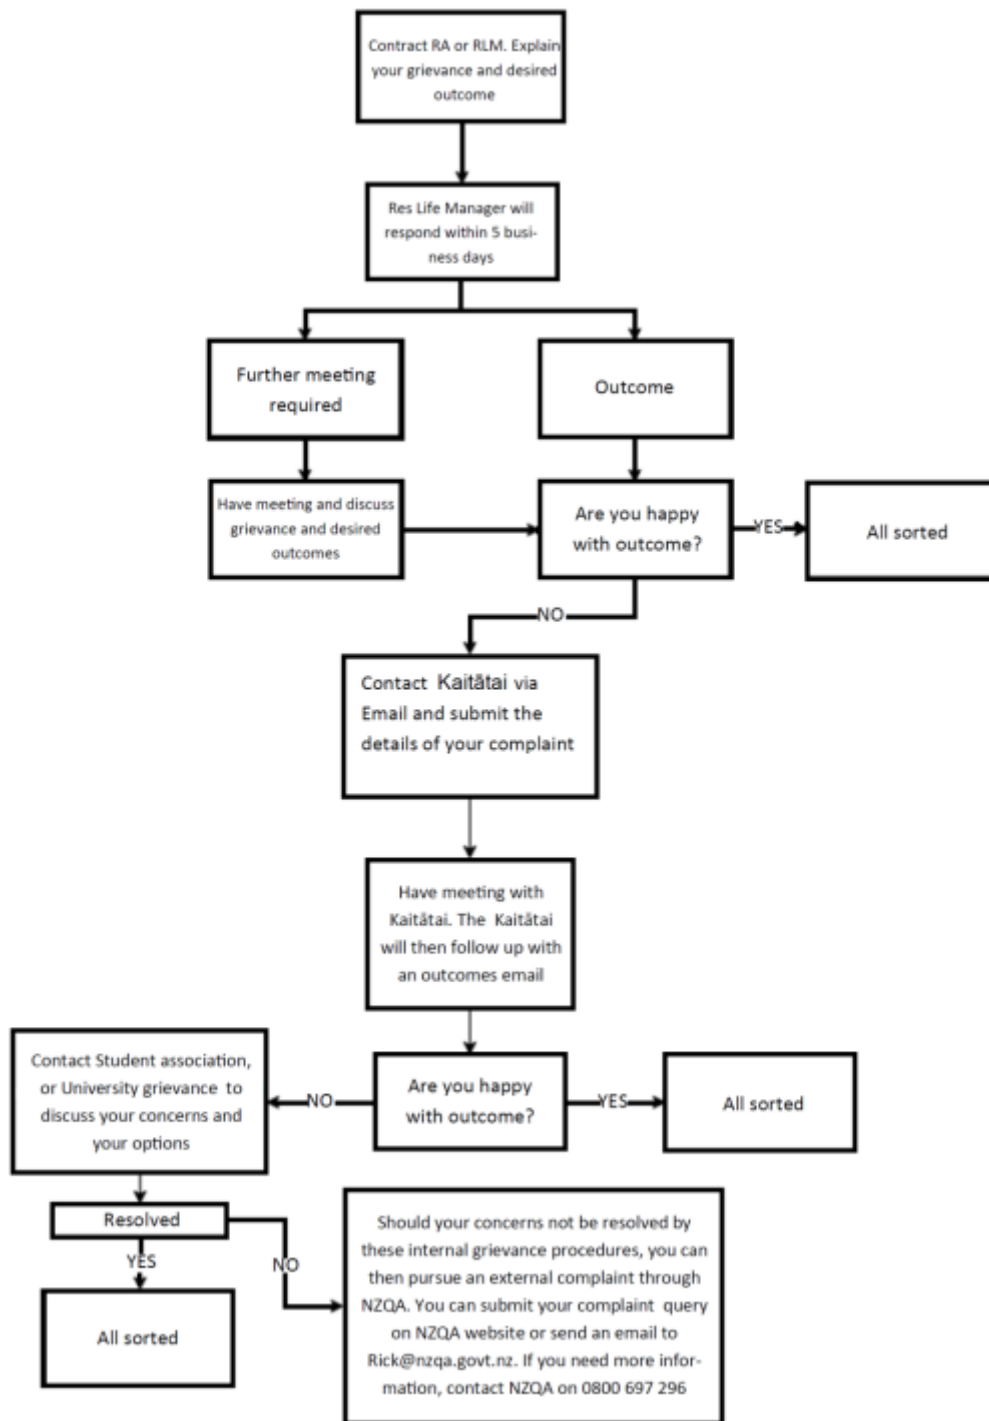 Contract RA or RLM. Explain
your grievance and desired
outcome
Res Life Manager will
respond within 5 busi-
ness days
Further meeting
required
Outcome
Have meeting and discuss
grievance and desired
outcomes
Are you happy
with outcome?
YES
All sorted
NO
Contact Kaitātai via
Email and submit the
details of your complaint
Have meeting with
Kaitātai. The Kaitātai
will then follow up with
an outcomes email
Are you happy
with outcome?
YES
All sorted
NO
Contact Student association,
or University grievance to
discuss your concerns and
your options
Resolved
YES
All sorted
NO
Should your concerns not be resolved by
these internal grievance procedures, you can
then pursue an external complaint through
NZQA. You can submit your complaint query
on NZQA website or send an email to
Rick@nzqa.govt.nz. If you need more infor-
mation, contact NZQA on 0800 697 296